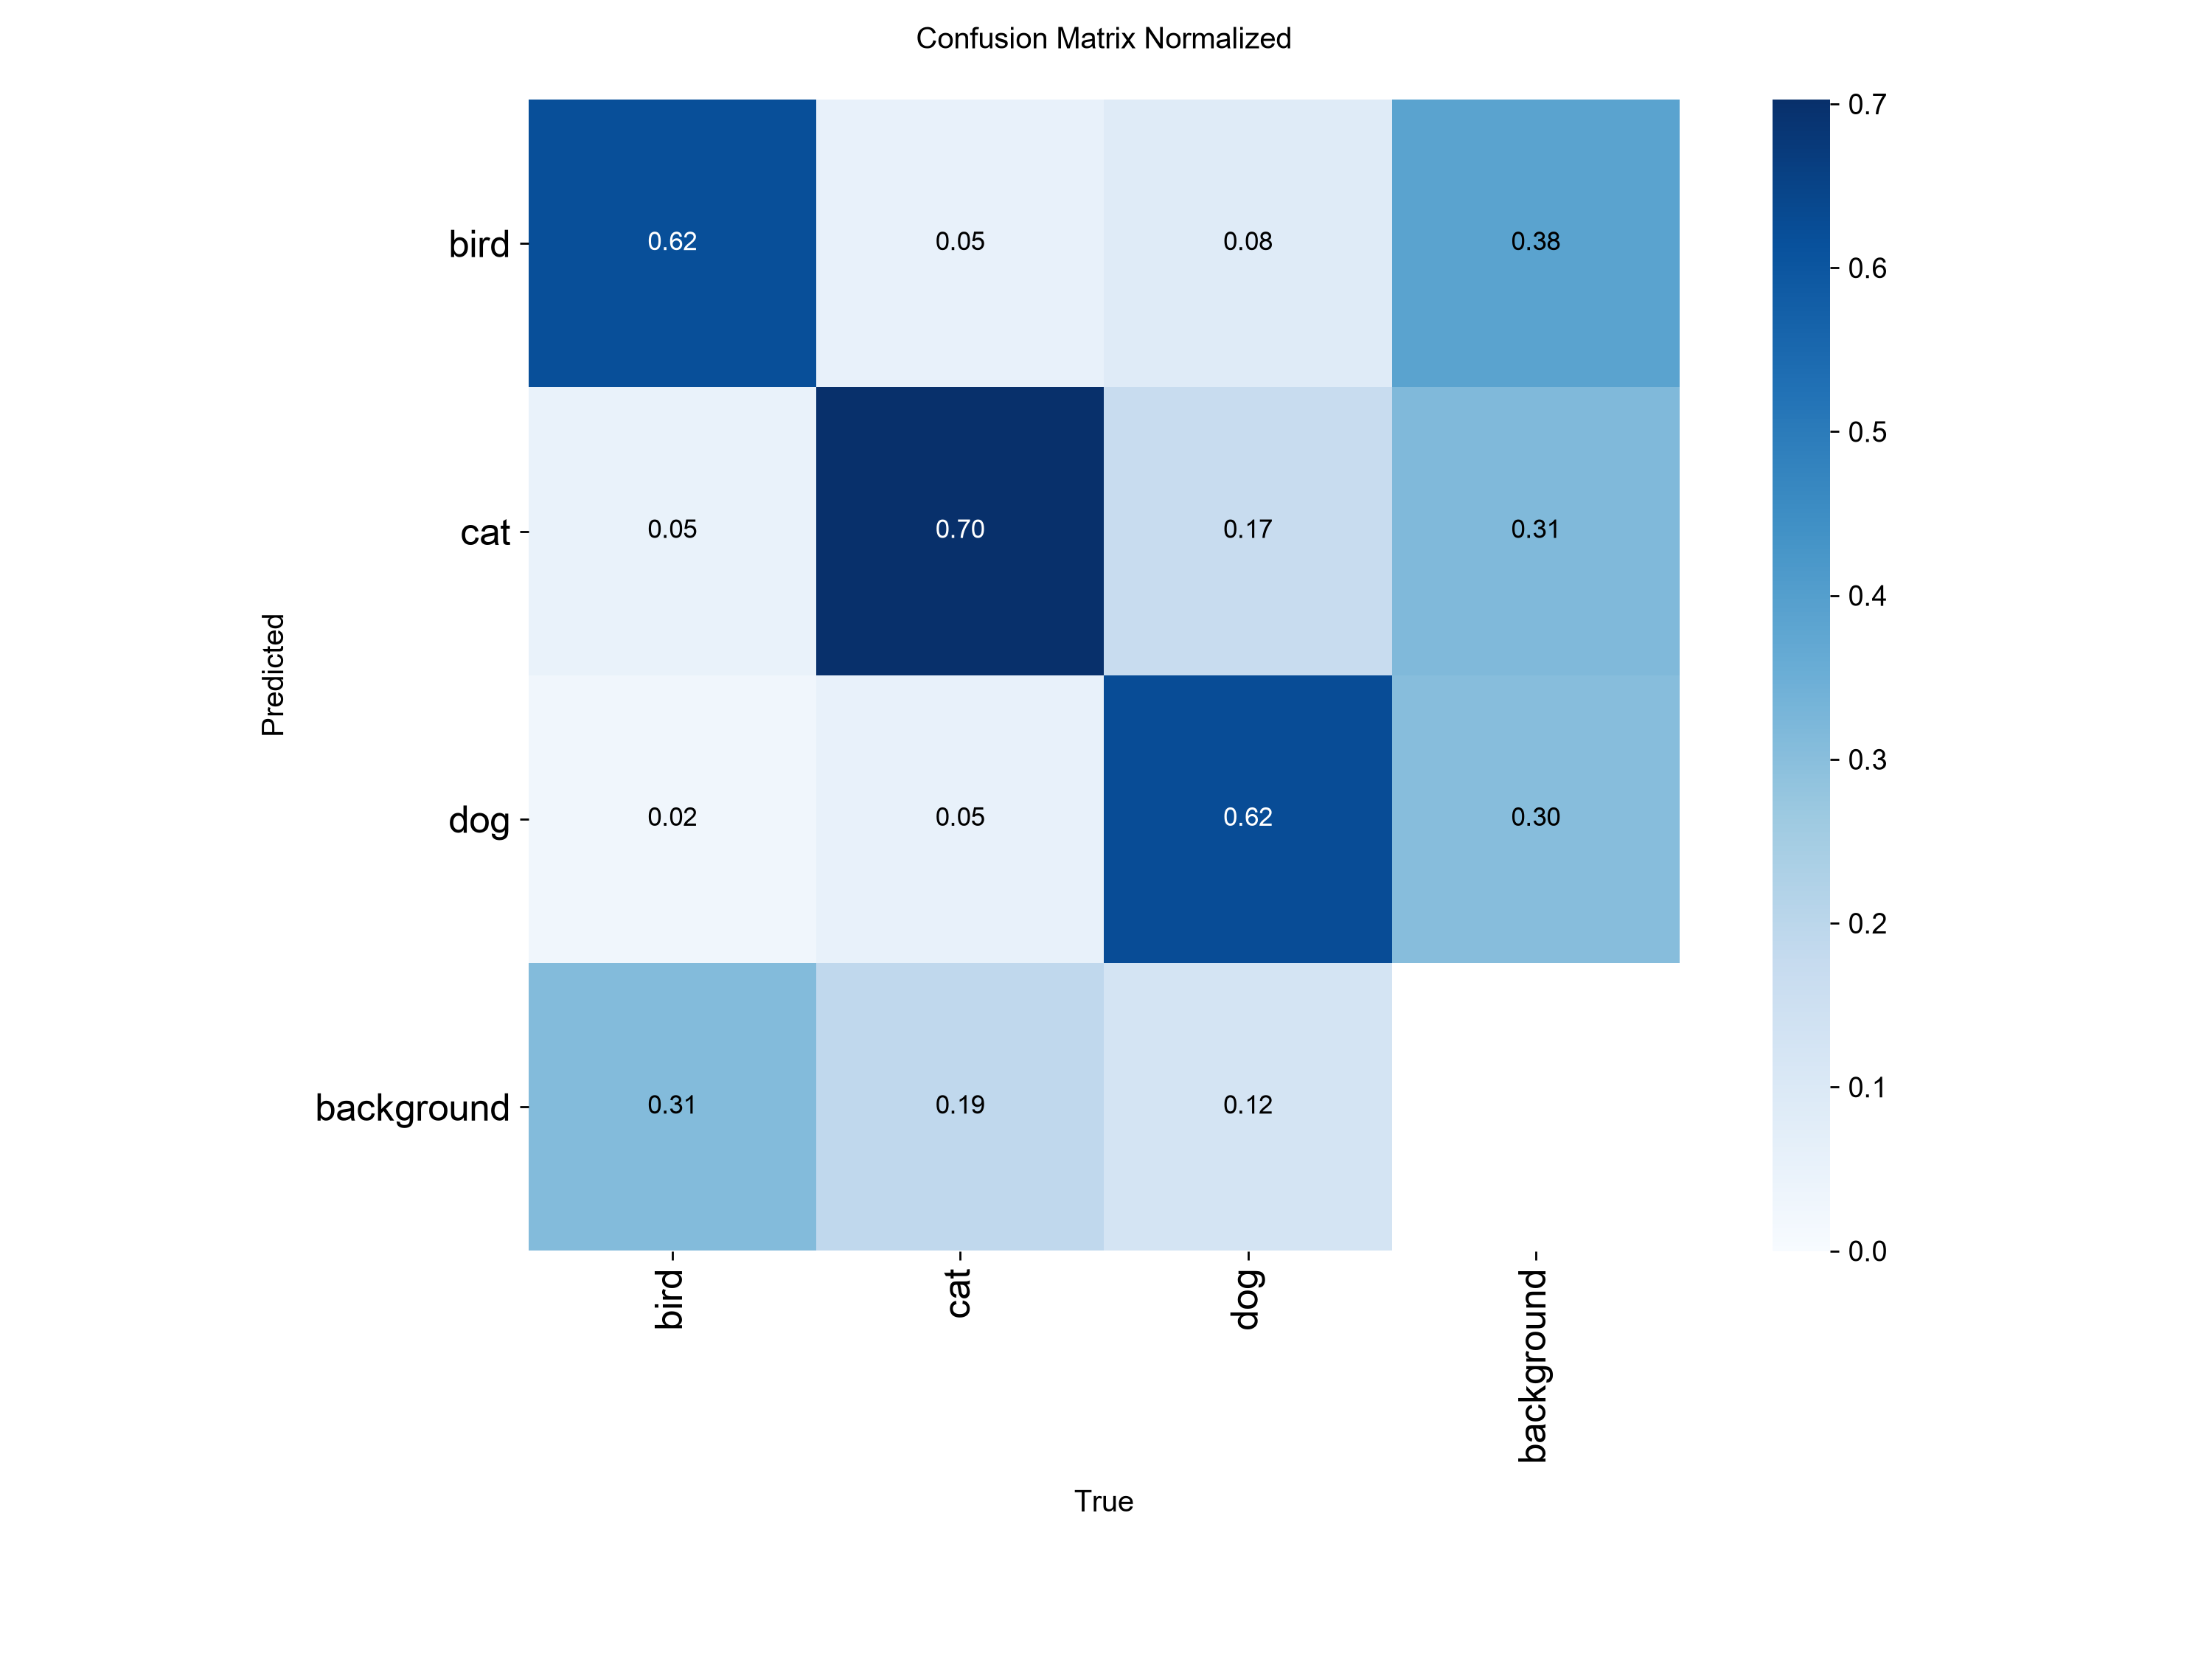 Confusion Matrix Normalized
bird
0.62
0.05
0.08
0.38
cat
0.05
0.70
0.17
0.31
dog
0.02
0.05
0.62
0.30
background
0.31
0.19
0.12
Predicted
bird
cat
dog
background
True
0.7
0.6
0.5
0.4
0.3
0.2
0.1
0.0